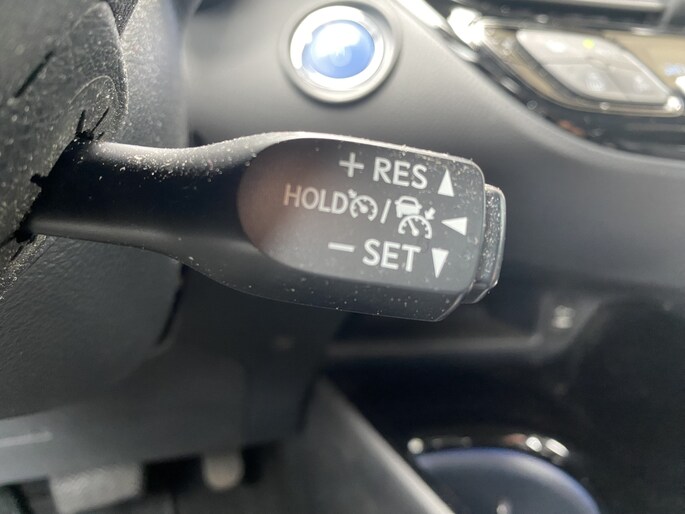 + RES
HOLD /
- SET